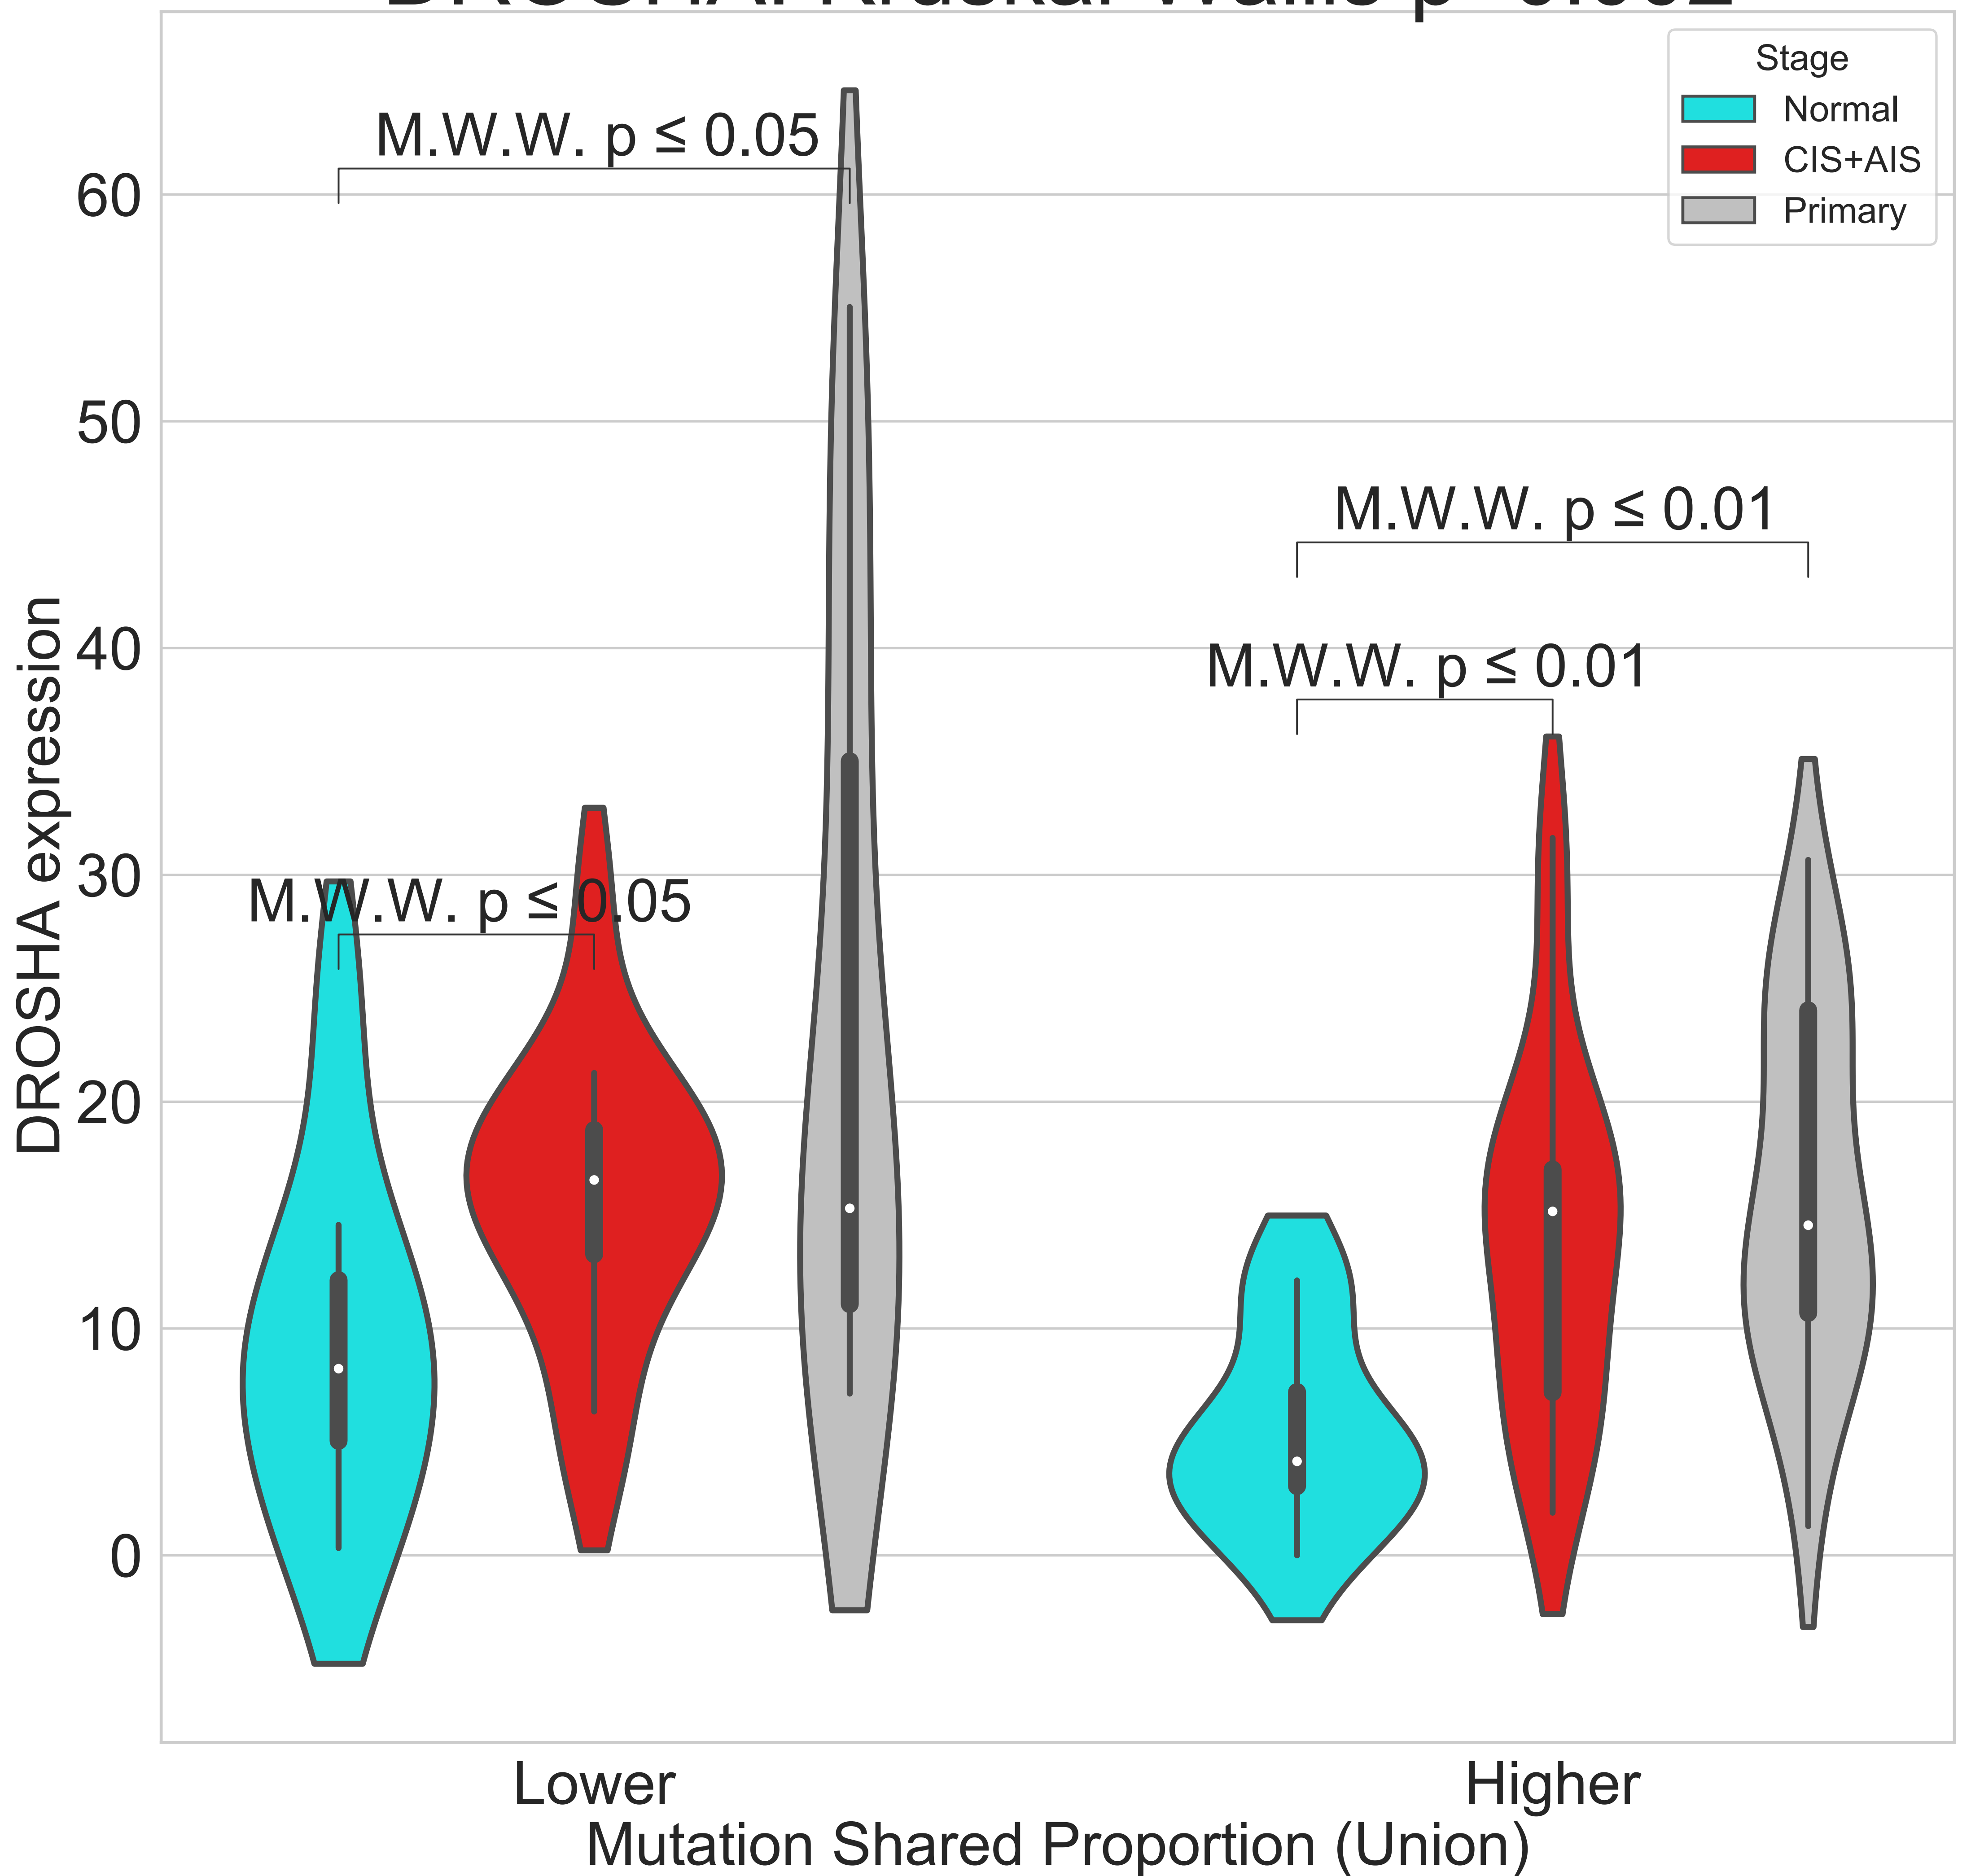 Stage
Normal
CIS+AIS
Primary
M.W.W. p ≤ 0.05
M.W.W. p ≤ 0.01
M.W.W. p ≤ 0.01
M.W.W. p ≤ 0.05
60
50
40
30
20
10
0
DROSHA expression
Lower
Higher
Mutation Shared Proportion (Union)